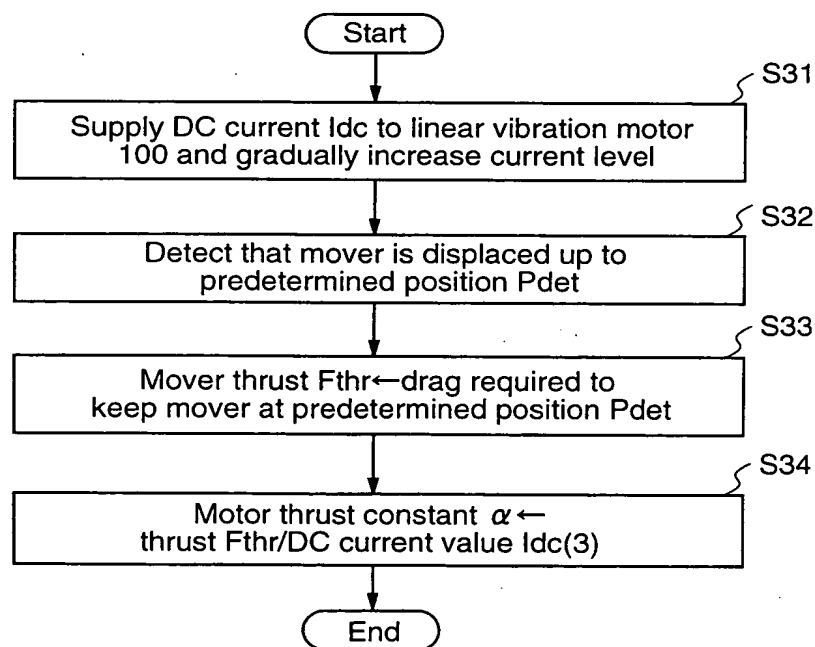 Start
S31
Supply DC current Idc to linear vibration motor
100 and gradually increase current level
S32
Detect that mover is displaced up to
predetermined position Pdet
S33
Mover thrust Fthr←drag required to
keep mover at predetermined position Pdet
S34
Motor thrust constant α←
thrust Fthr/DC current value Idc(3)
End